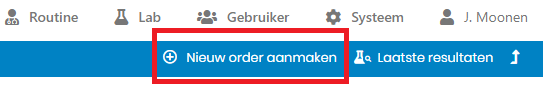 Routine Lab Gebruiker Systeem J. Moonen
Nieuw order aanmaken Laatste resultaten